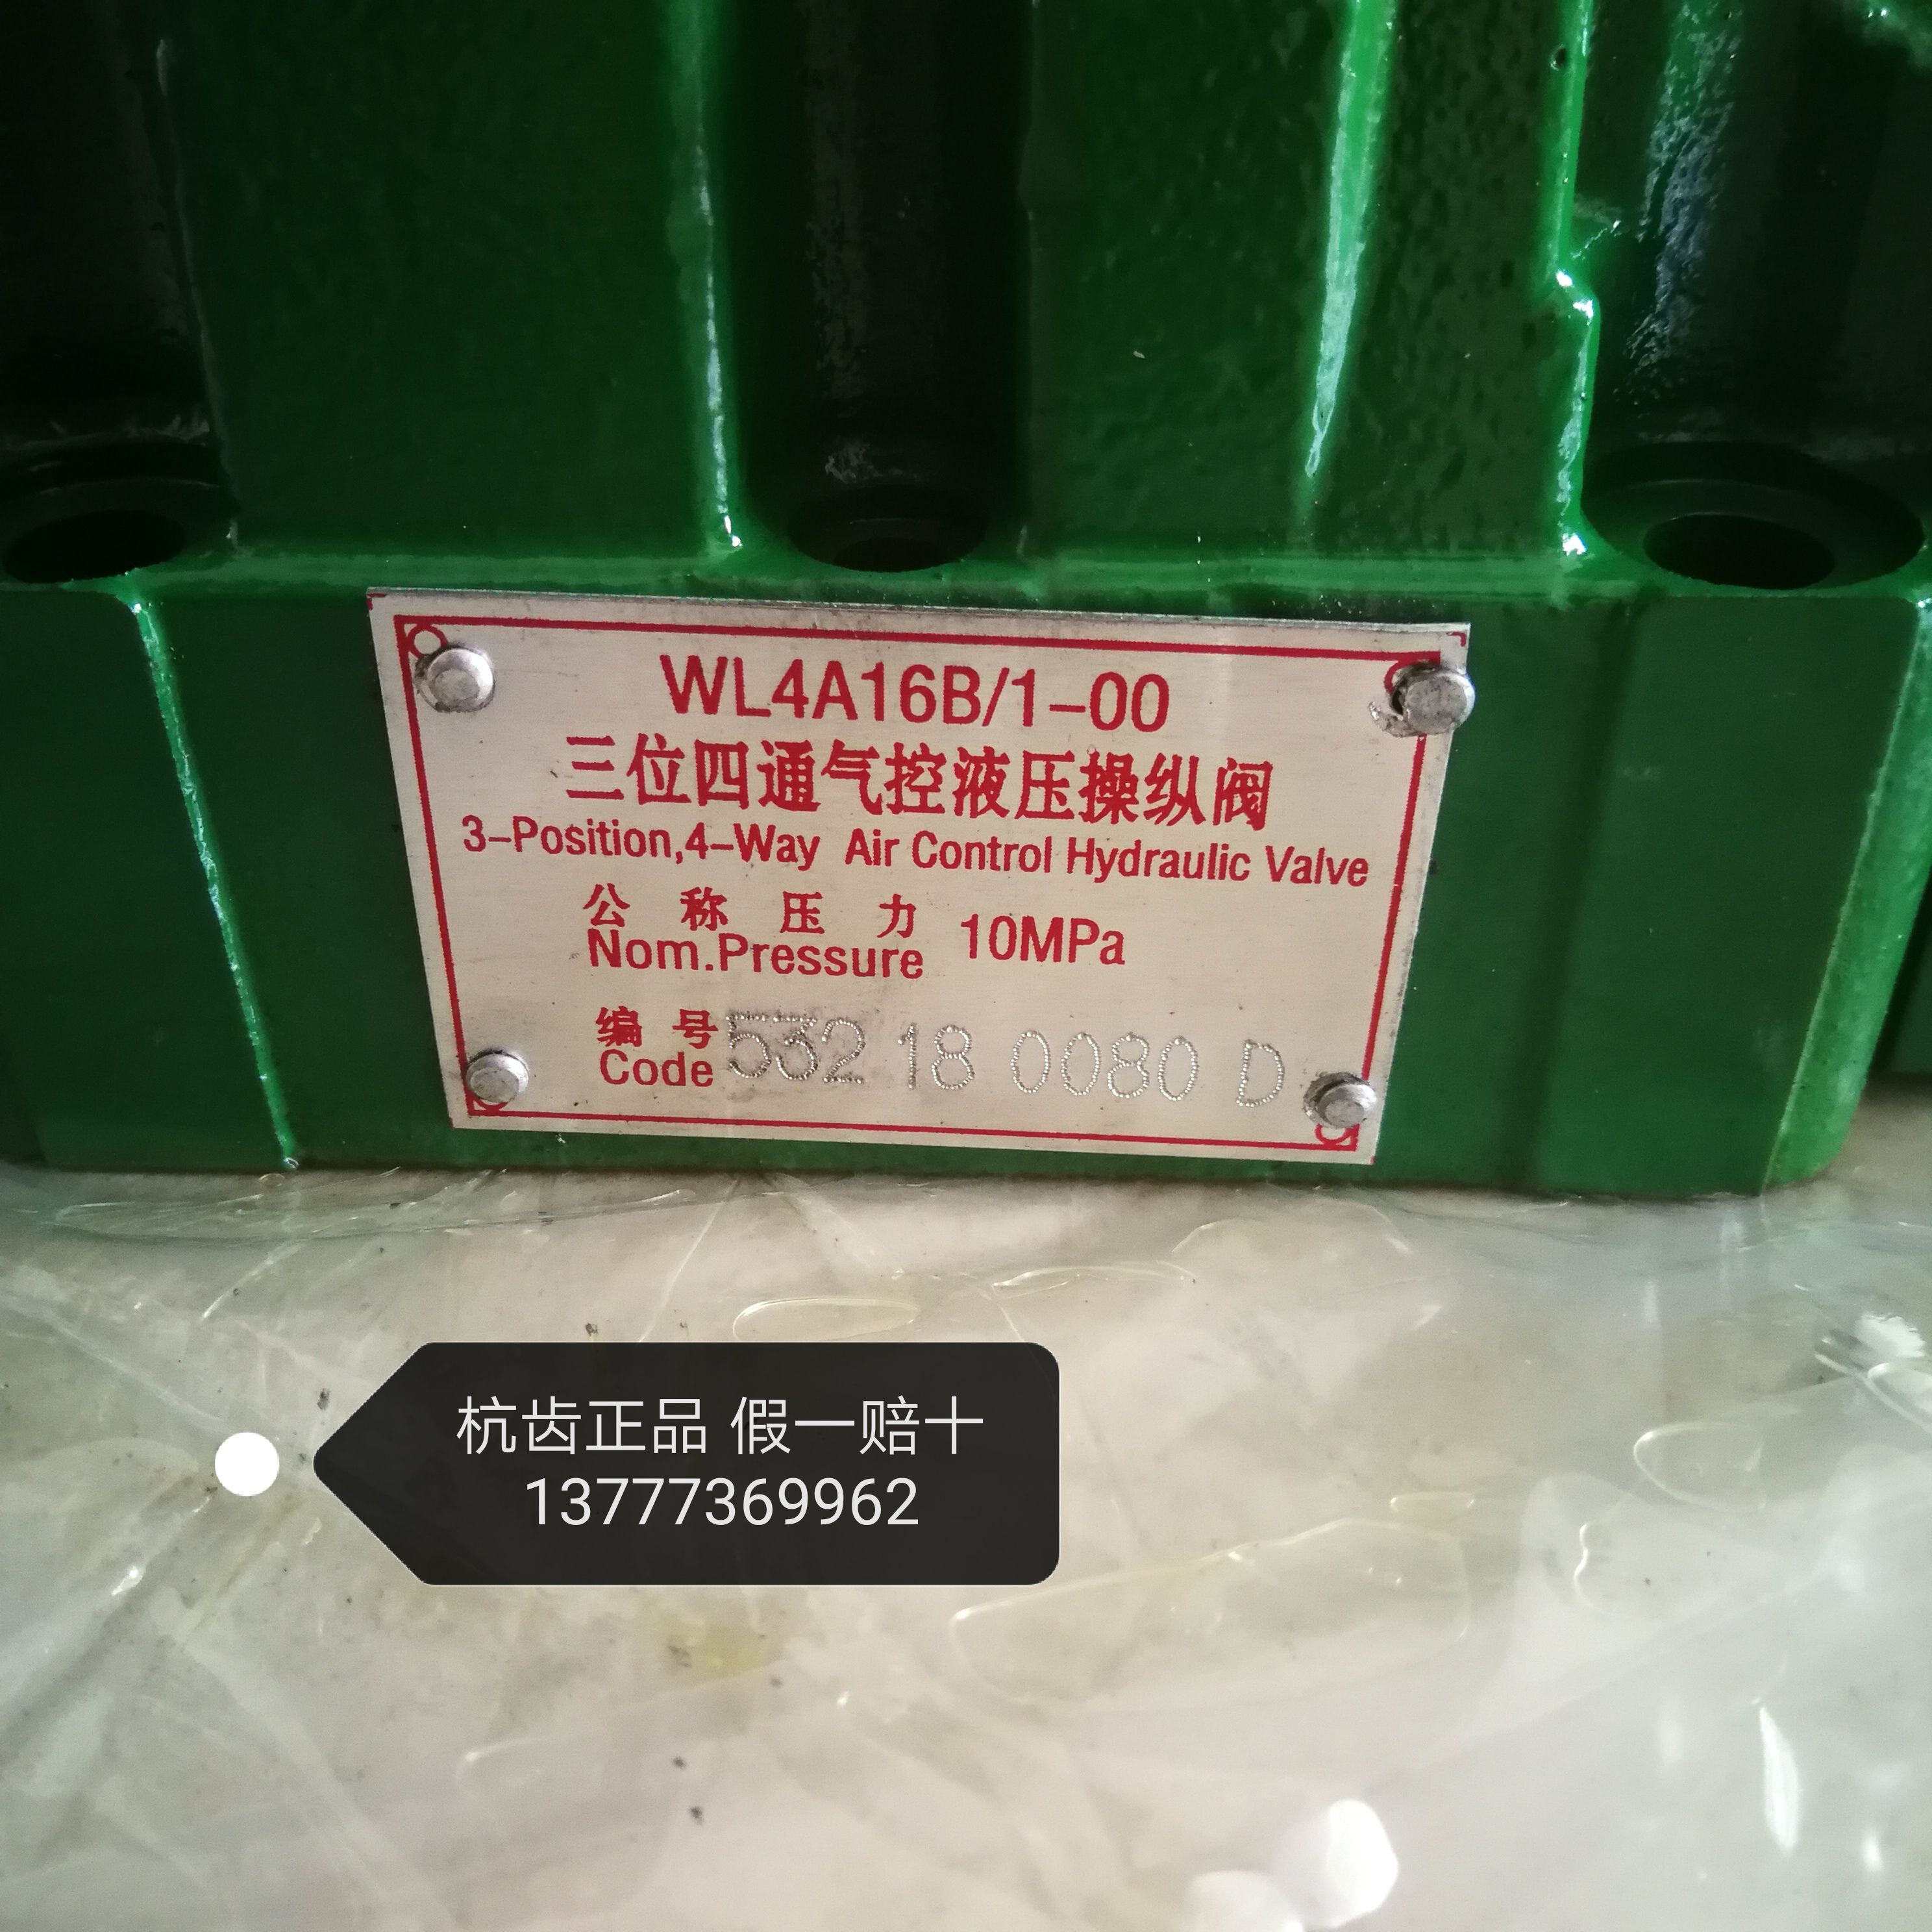 WL4A16B/1-00
三位四通气控液压操纵阀
3-Position,4-Way Air Control Hydraulic Valve
公称压力 10MPa
Nom.Pressure
编号 532 18 0080 D
Code
杭齿正品 假一赔十
13777369962